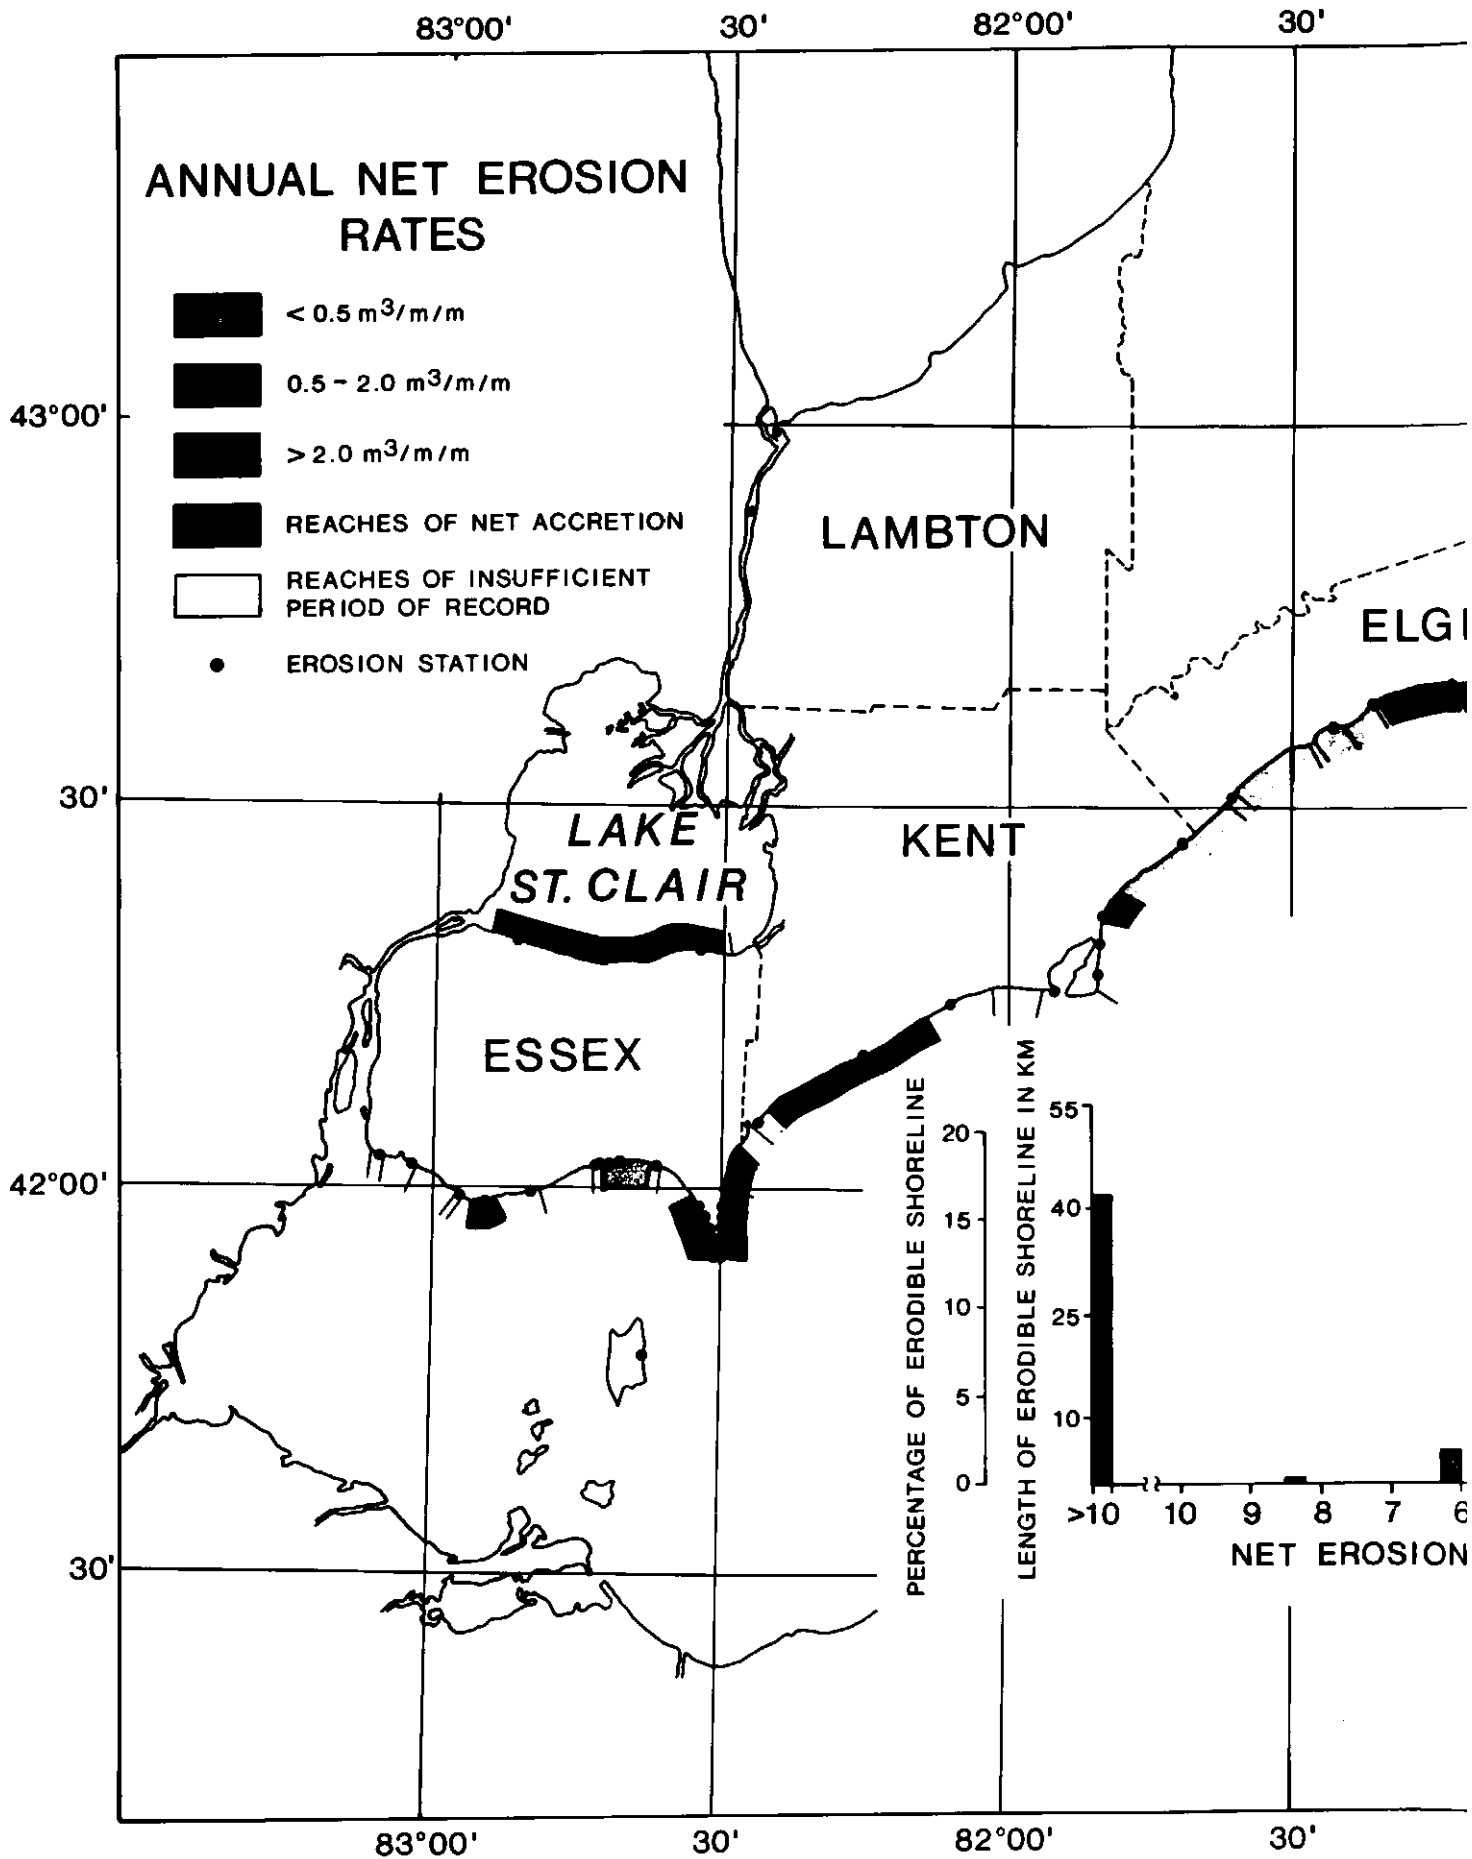 83°00'
30'
82°00'
30'
ANNUAL NET EROSION
RATES
< 0.5 m³/m/m
0.5 - 2.0 m³/m/m
43°00'
> 2.0 m³/m/m
REACHES OF NET ACCRETION
REACHES OF INSUFFICIENT
PERIOD OF RECORD
EROSION STATION
LAMBTON
ELGI
30'
LAKE
ST. CLAIR
KENT
ESSEX
42°00'
30'
PERCENTAGE OF ERODIBLE SHORELINE
20
15
10
5
0
LENGTH OF ERODIBLE SHORELINE IN KM
55
40
25
10
>10 10 9 8 7 6
NET EROSION
83°00'
30'
82°00'
30'